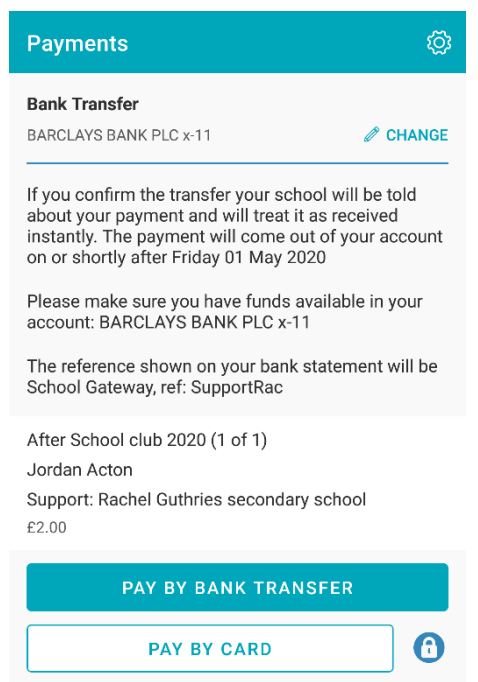 Payments
Bank Transfer
BARCLAYS BANK PLC x-11
CHANGE
If you confirm the transfer your school will be told
about your payment and will treat it as received
instantly. The payment will come out of your account
on or shortly after Friday 01 May 2020
Please make sure you have funds available in your
account: BARCLAYS BANK PLC x-11
The reference shown on your bank statement will be
School Gateway, ref: SupportRac
After School club 2020 (1 of 1)
Jordan Acton
Support: Rachel Guthries secondary school
£2.00
PAY BY BANK TRANSFER
PAY BY CARD